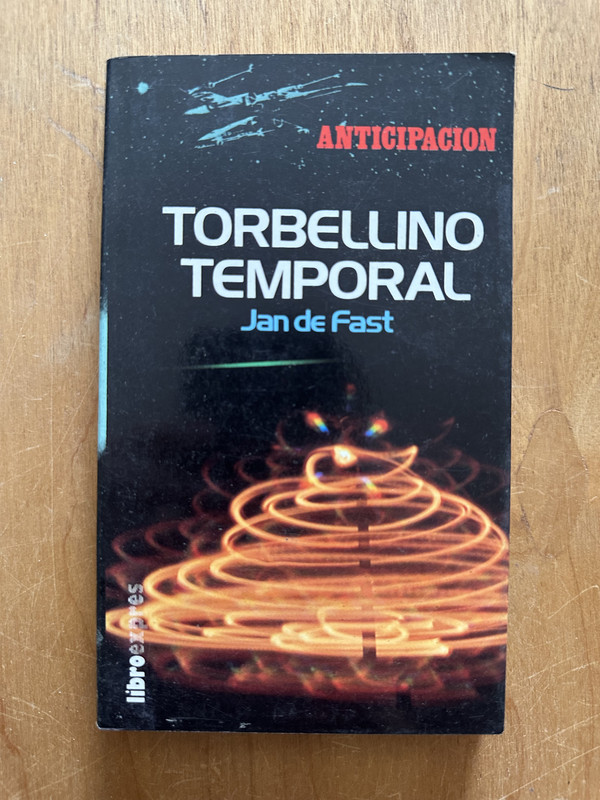 ANTICIPACION
TORBELLINO
TEMPORAL
Jan de Fast
libroexpres